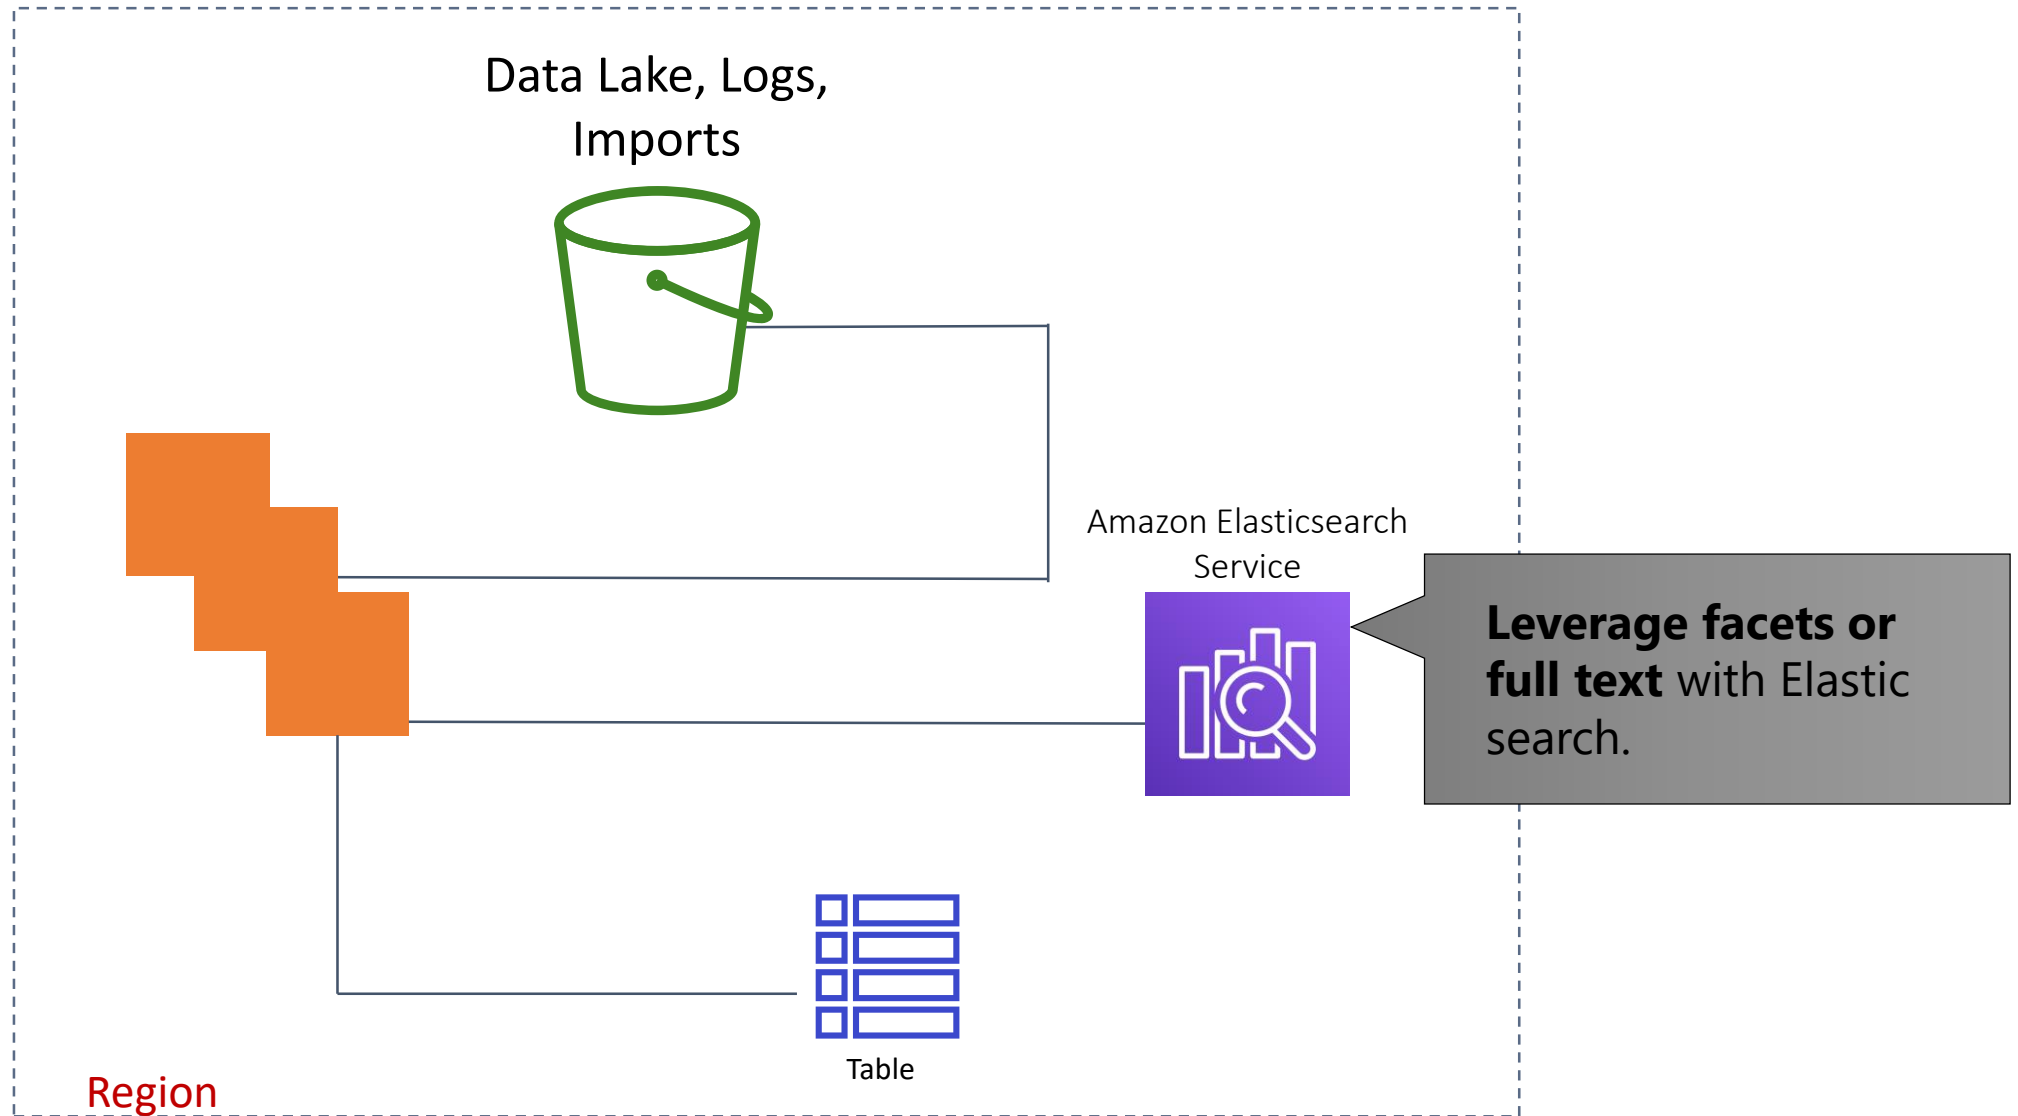 Data Lake, Logs,
Imports
Amazon Elasticsearch
Service
Leverage facets or
full text with Elastic
search.
Table
Region